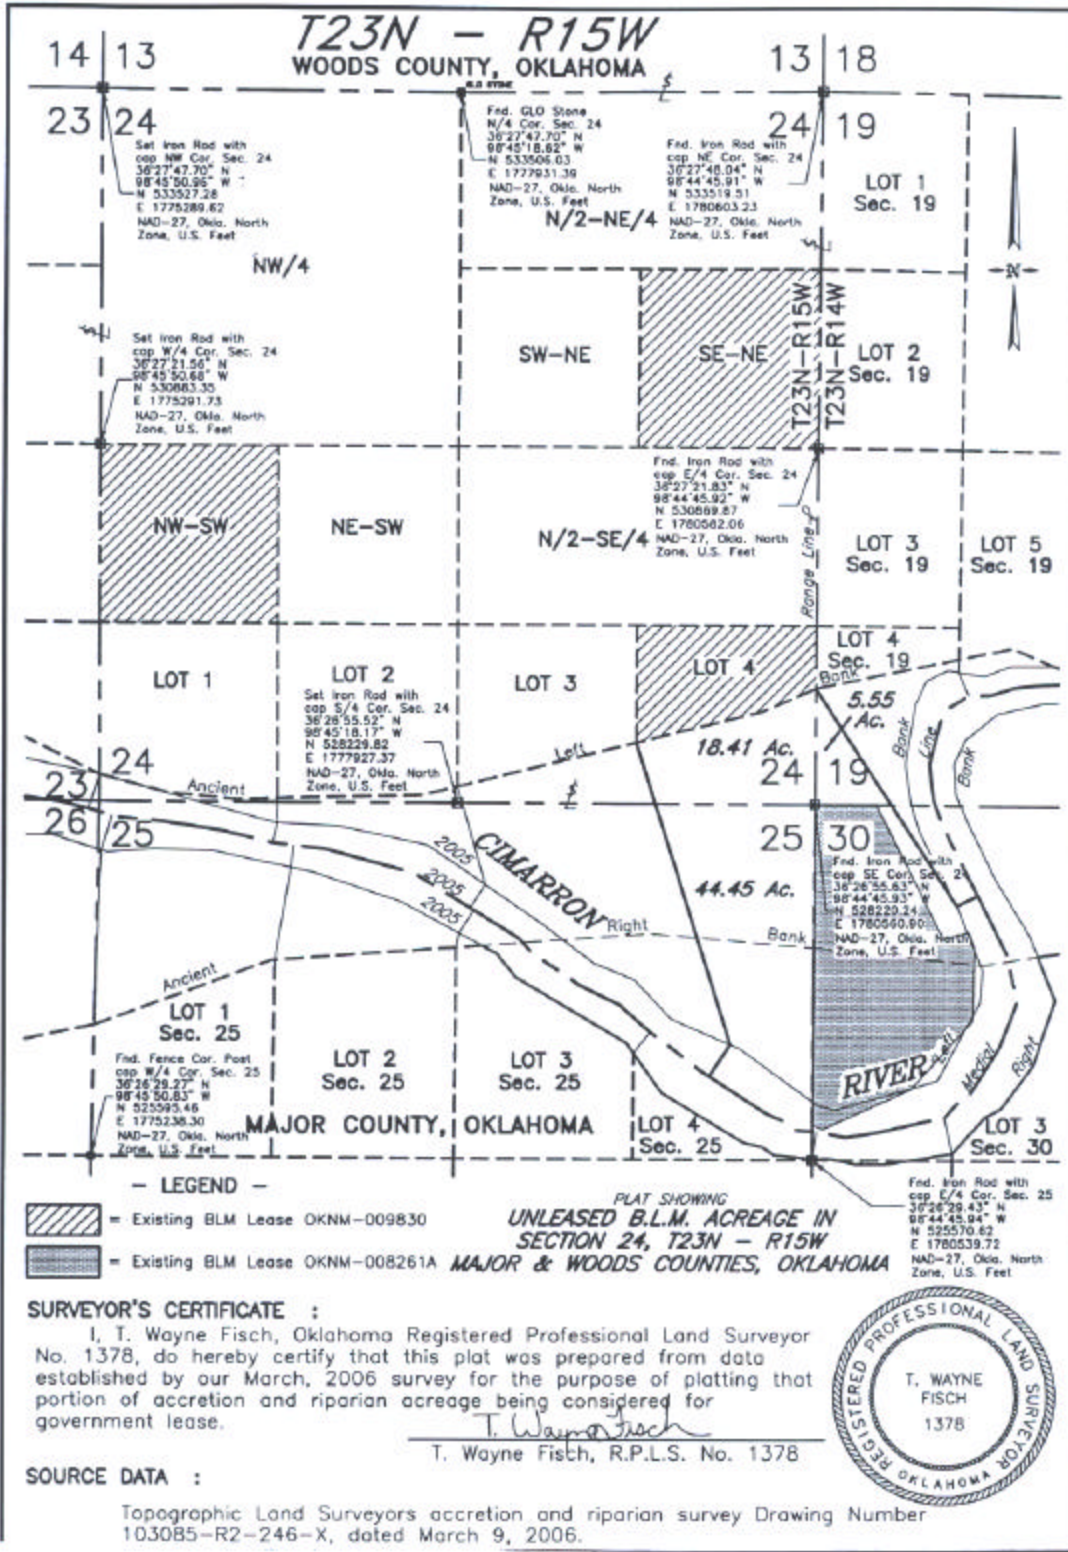 T23N - R15W
WOODS COUNTY, OKLAHOMA
14 13
13 18
23 24
24 19
OLD STONE
Set Iron Rod with
cap NW Cor. Sec. 24
36°27'47.70" N
98°45'50.96" W
N 533527.28
E 1775289.62
NAD-27, Okla. North
Zone, U.S. Feet
Fnd. GLO Stone
N/4 Cor. Sec. 24
36°27'47.70" N
98°45'18.62" W
N 533506.03
E 1777931.39
NAD-27, Okla. North
Zone, U.S. Feet
Fnd. Iron Rod with
cap NE Cor. Sec. 24
36°27'48.04" N
98°44'45.91" W
N 533519.51
E 1780603.23
NAD-27, Okla. North
Zone, U.S. Feet
LOT 1
Sec. 19
N/2-NE/4
NW/4
N
Set Iron Rod with
cap W/4 Cor. Sec. 24
36°27'21.56" N
98°45'50.68" W
N 530883.35
E 1775291.73
NAD-27, Okla. North
Zone, U.S. Feet
SW-NE
SE-NE
T23N-R15W
T23N-R14W
LOT 2
Sec. 19
NW-SW
NE-SW
N/2-SE/4
Fnd. Iron Rod with
cap E/4 Cor. Sec. 24
36°27'21.83" N
98°44'45.92" W
N 530869.87
E 1780582.06
NAD-27, Okla. North
Zone, U.S. Feet
Range Line
LOT 3
Sec. 19
LOT 5
Sec. 19
LOT 1
LOT 2
LOT 3
LOT 4
LOT 4
Sec. 19
Set Iron Rod with
cap S/4 Cor. Sec. 24
36°26'55.52" N
98°45'18.17" W
N 528229.82
E 1777927.37
NAD-27, Okla. North
Zone, U.S. Feet
Bank
5.55
Ac.
Bank
Line
Bank
Left
18.41 Ac.
23 24
Ancient
24 19
26 25
25 30
2005
2005
2005
CIMARRON
Fnd. Iron Rod with
cap SE Cor. Sec. 24
36°26'55.63" N
98°44'45.93" W
N 528220.24
E 1780560.90
NAD-27, Okla. North
Zone, U.S. Feet
44.45 Ac.
Right
Bank
Ancient
LOT 1
Sec. 25
Fnd. Fence Cor. Post
cap W/4 Cor. Sec. 25
36°26'29.27" N
98°45'50.83" W
N 525595.46
E 1775238.30
NAD-27, Okla. North
Zone, U.S. Feet
LOT 2
Sec. 25
LOT 3
Sec. 25
LOT 4
Sec. 25
RIVER
Left
Medial
Right
LOT 3
Sec. 30
MAJOR COUNTY, OKLAHOMA
- LEGEND -
= Existing BLM Lease OKNM-009830
= Existing BLM Lease OKNM-008261A
PLAT SHOWING
UNLEASED B.L.M. ACREAGE IN
SECTION 24, T23N - R15W
MAJOR & WOODS COUNTIES, OKLAHOMA
Fnd. Iron Rod with
cap E/4 Cor. Sec. 25
36°26'29.43" N
98°44'45.94" W
N 525570.62
E 1780539.72
NAD-27, Okla. North
Zone, U.S. Feet
SURVEYOR'S CERTIFICATE :
I, T. Wayne Fisch, Oklahoma Registered Professional Land Surveyor
No. 1378, do hereby certify that this plat was prepared from data
established by our March, 2006 survey for the purpose of platting that
portion of accretion and riparian acreage being considered for
government lease.
T. Wayne Fisch
T. Wayne Fisch, R.P.L.S. No. 1378
REGISTERED PROFESSIONAL LAND SURVEYOR
T. WAYNE
FISCH
1378
OKLAHOMA
SOURCE DATA :
Topographic Land Surveyors accretion and riparian survey Drawing Number
103085-R2-246-X, dated March 9, 2006.